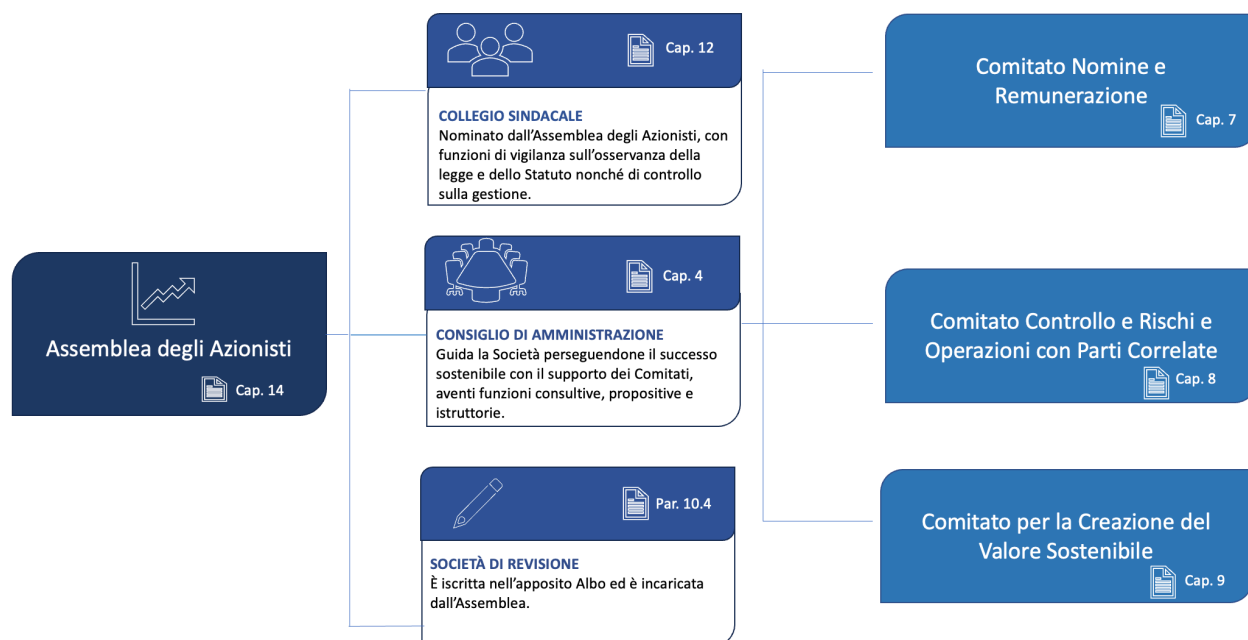 Assemblea degli Azionisti
Cap. 14
Cap. 12
COLLEGIO SINDACALE
Nominato dall'Assemblea degli Azionisti, con
funzioni di vigilanza sull'osservanza della
legge e dello Statuto nonché di controllo
sulla gestione.
Cap. 4
CONSIGLIO DI AMMINISTRAZIONE
Guida la Società perseguendone il successo
sostenibile con il supporto dei Comitati,
aventi funzioni consultive, propositive e
istruttorie.
Par. 10.4
SOCIETÀ DI REVISIONE
È iscritta nell'apposito Albo ed è incaricata
dall'Assemblea.
Comitato Nomine e
Remunerazione
Cap. 7
Comitato Controllo e Rischi e
Operazioni con Parti Correlate
Cap. 8
Comitato per la Creazione del
Valore Sostenibile
Cap. 9